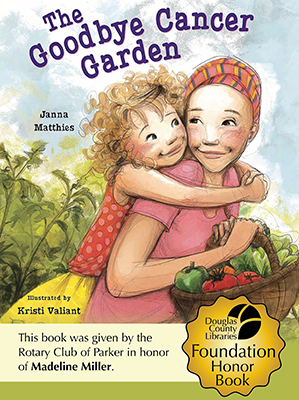 The
Goodbye Cancer
Garden
Janna
Matthies
Illustrated by
Kristi Valiant
Douglas
County
Libraries
Foundation
Honor
Book
This book was given by the
Rotary Club of Parker in honor
of Madeline Miller.